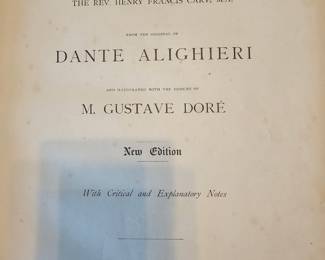 THE REV. HENRY FRANCIS CARY, M.A.
FROM THE ORIGINAL OF
DANTE ALIGHIERI
AND ILLUSTRATED WITH THE DESIGNS OF
M. GUSTAVE DORÉ
New Edition
With Critical and Explanatory Notes